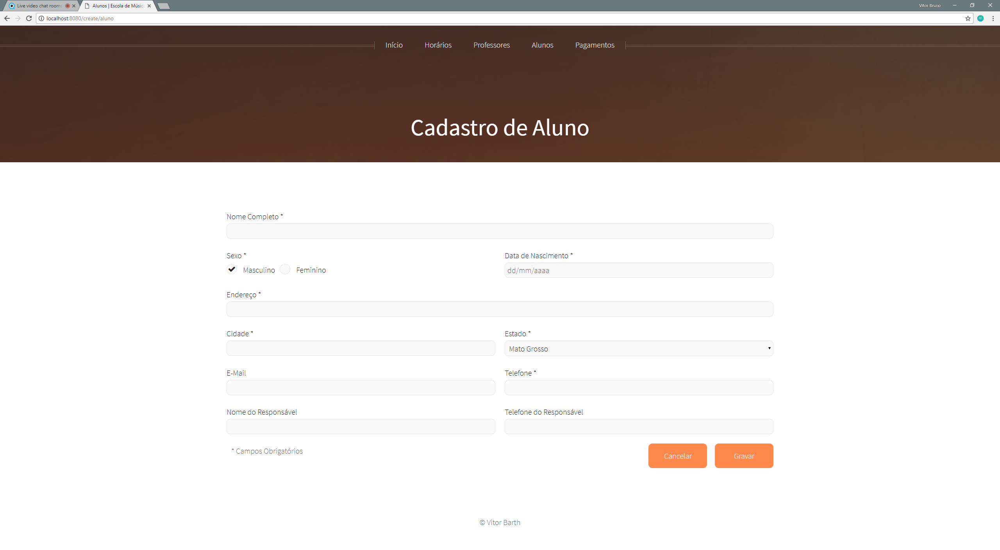 Live video chat rooms
Alunos | Escola de Músic
Vitor Bruno
localhost:8080/create/aluno
m
Início Horários Professores Alunos Pagamentos
Cadastro de Aluno
Nome Completo *
Sexo * Data de Nascimento *
Masculino Feminino dd/mm/aaaa
Endereço *
Cidade * Estado *
Mato Grosso
E-Mail Telefone *
Nome do Responsável Telefone do Responsável
* Campos Obrigatórios Cancelar Gravar
© Vitor Barth